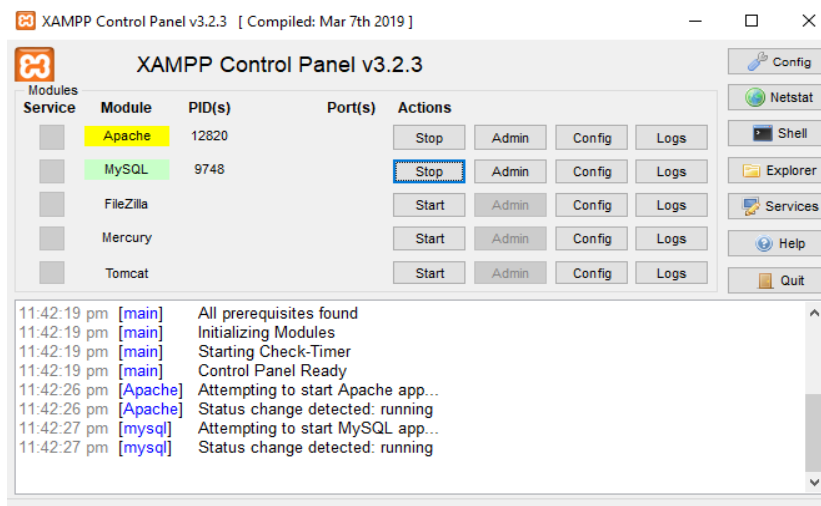 XAMPP Control Panel v3.2.3 [ Compiled: Mar 7th 2019 ]
XAMPP Control Panel v3.2.3
Config
Modules
Service Module PID(s) Port(s) Actions
Netstat
Apache 12820 Stop Admin Config Logs
Shell
MySQL 9748 Stop Admin Config Logs
Explorer
FileZilla Start Admin Config Logs
Services
Mercury Start Admin Config Logs
Help
Tomcat Start Admin Config Logs
Quit
11:42:19 pm [main] All prerequisites found
11:42:19 pm [main] Initializing Modules
11:42:19 pm [main] Starting Check-Timer
11:42:19 pm [main] Control Panel Ready
11:42:26 pm [Apache] Attempting to start Apache app...
11:42:26 pm [Apache] Status change detected: running
11:42:27 pm [mysql] Attempting to start MySQL app...
11:42:27 pm [mysql] Status change detected: running